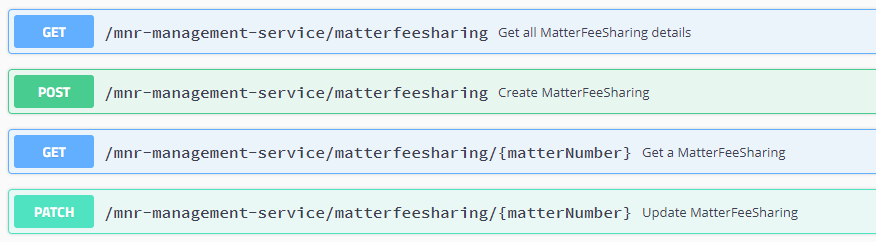 GET /mnr-management-service/matterfeesharing Get all MatterFeeSharing details
POST /mnr-management-service/matterfeesharing Create MatterFeeSharing
GET /mnr-management-service/matterfeesharing/{matterNumber} Get a MatterFeeSharing
PATCH /mnr-management-service/matterfeesharing/{matterNumber} Update MatterFeeSharing